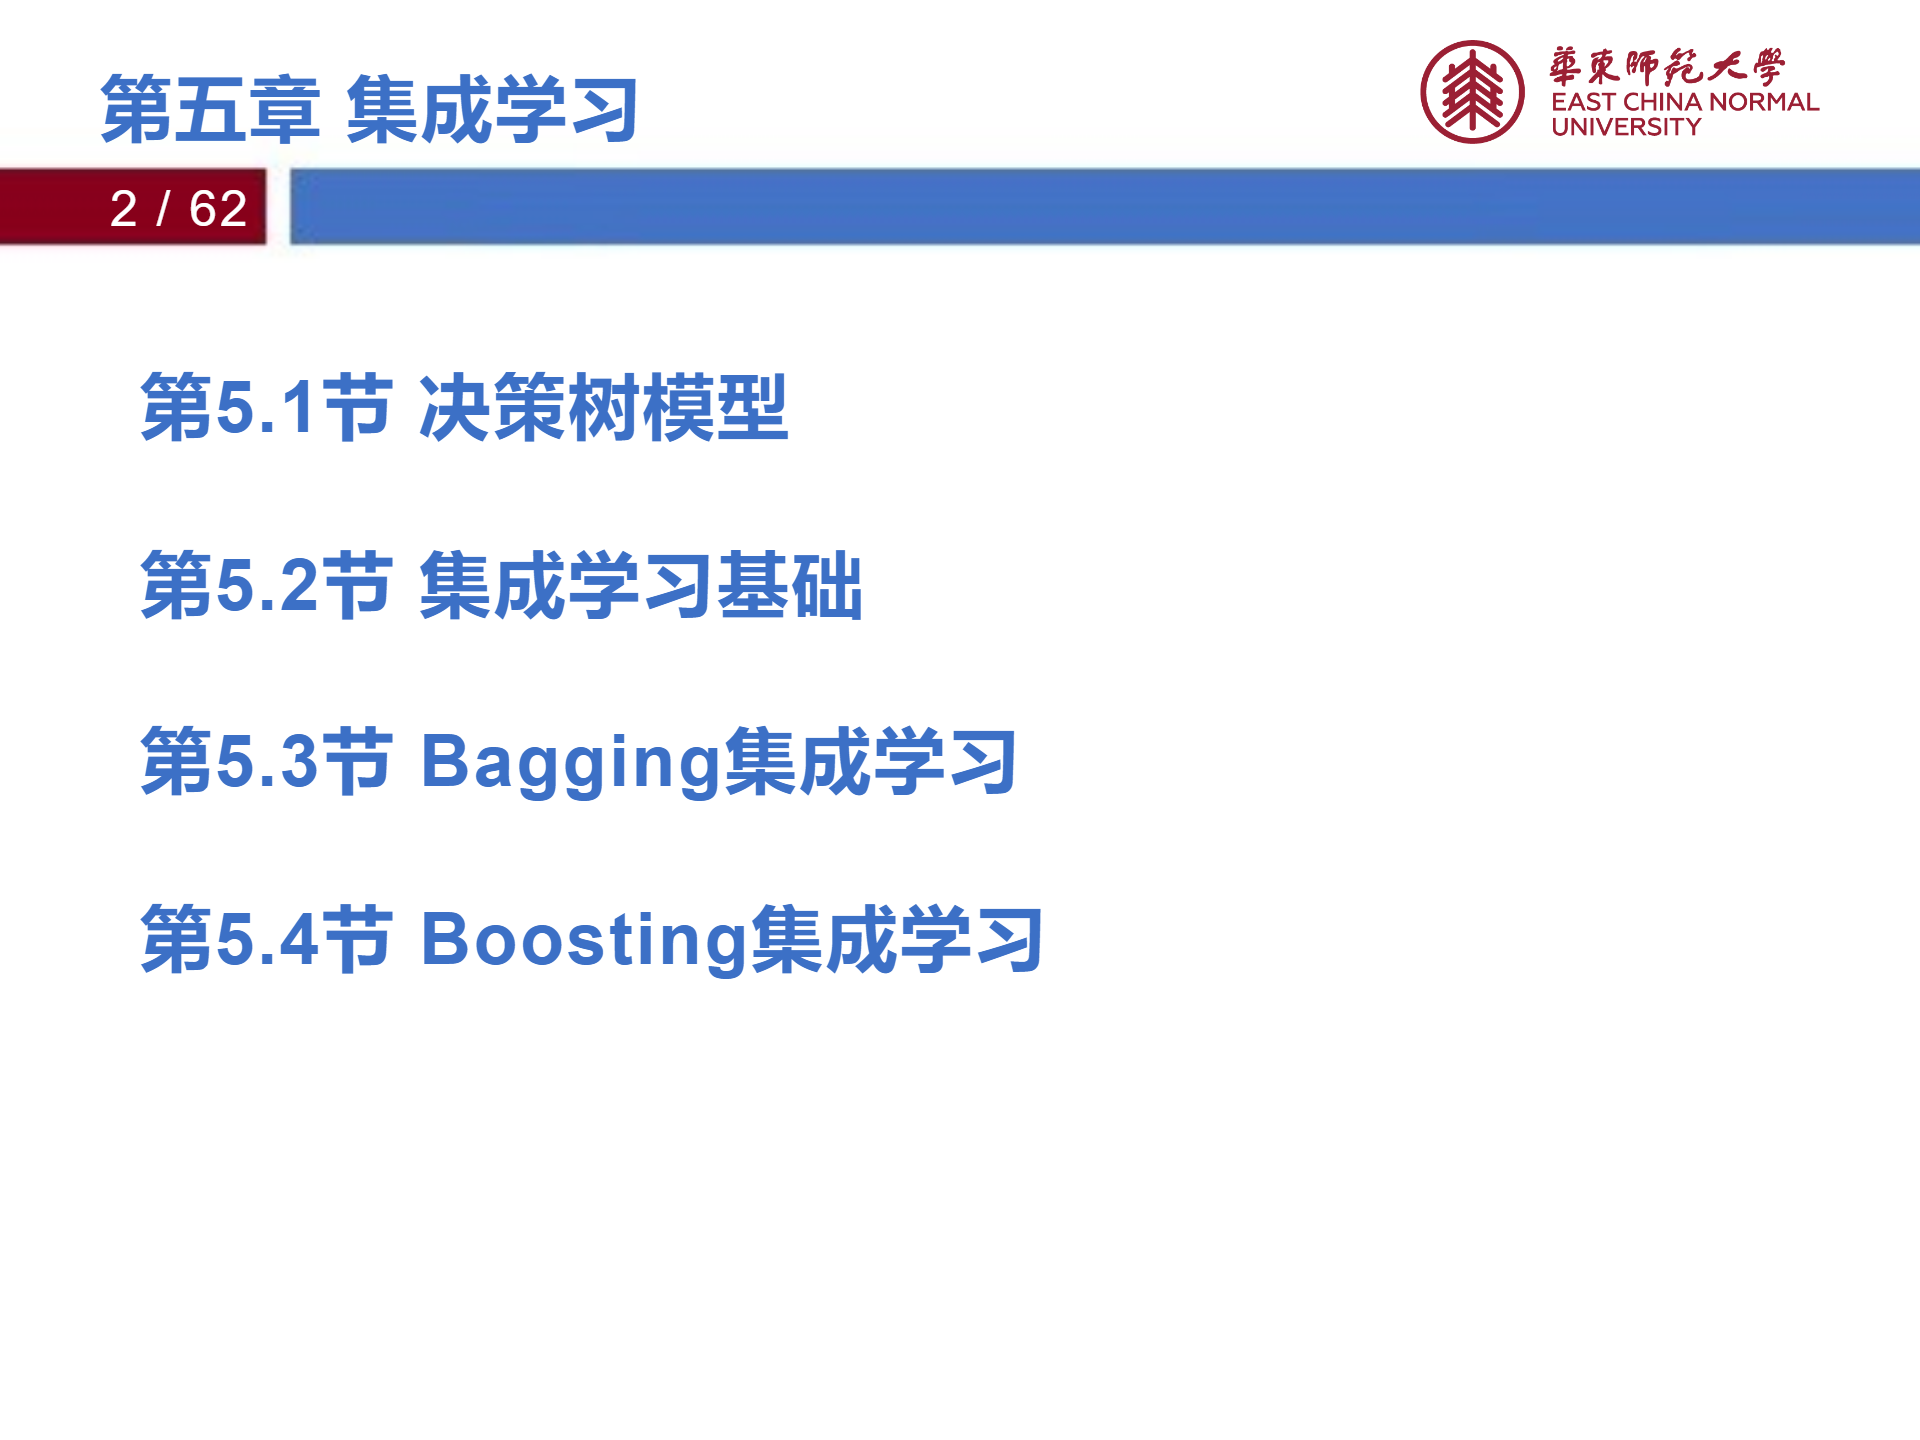 第五章 集成学习
華東師範大學
EAST CHINA NORMAL
UNIVERSITY
2 / 62
第5.1节 决策树模型
第5.2节 集成学习基础
第5.3节 Bagging集成学习
第5.4节 Boosting集成学习